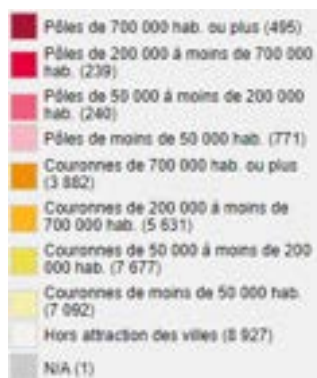 Pôles de 700 000 hab. ou plus (495)
Pôles de 200 000 à moins de 700 000
hab. (239)
Pôles de 50 000 à moins de 200 000
hab. (240)
Pôles de moins de 50 000 hab. (771)
Couronnes de 700 000 hab. ou plus
(3 882)
Couronnes de 200 000 à moins de
700 000 hab. (5 631)
Couronnes de 50 000 à moins de 200
000 hab. (7 677)
Couronnes de moins de 50 000 hab.
(7 092)
Hors attraction des villes (8 927)
N/A (1)